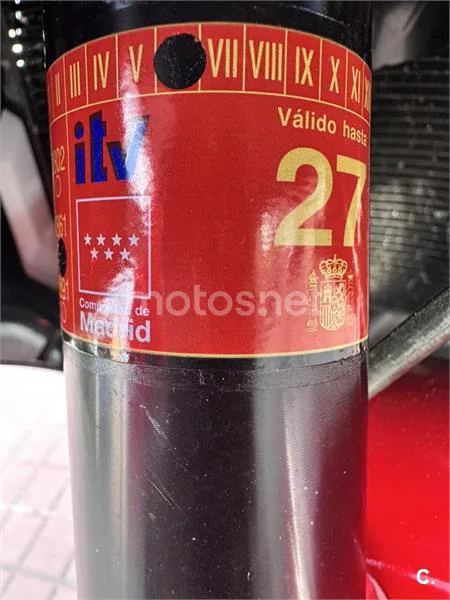 II III IV V VII VIII IX X XI
itv
Válido hasta
27
Comunidad de
Madrid
motos.net
C.